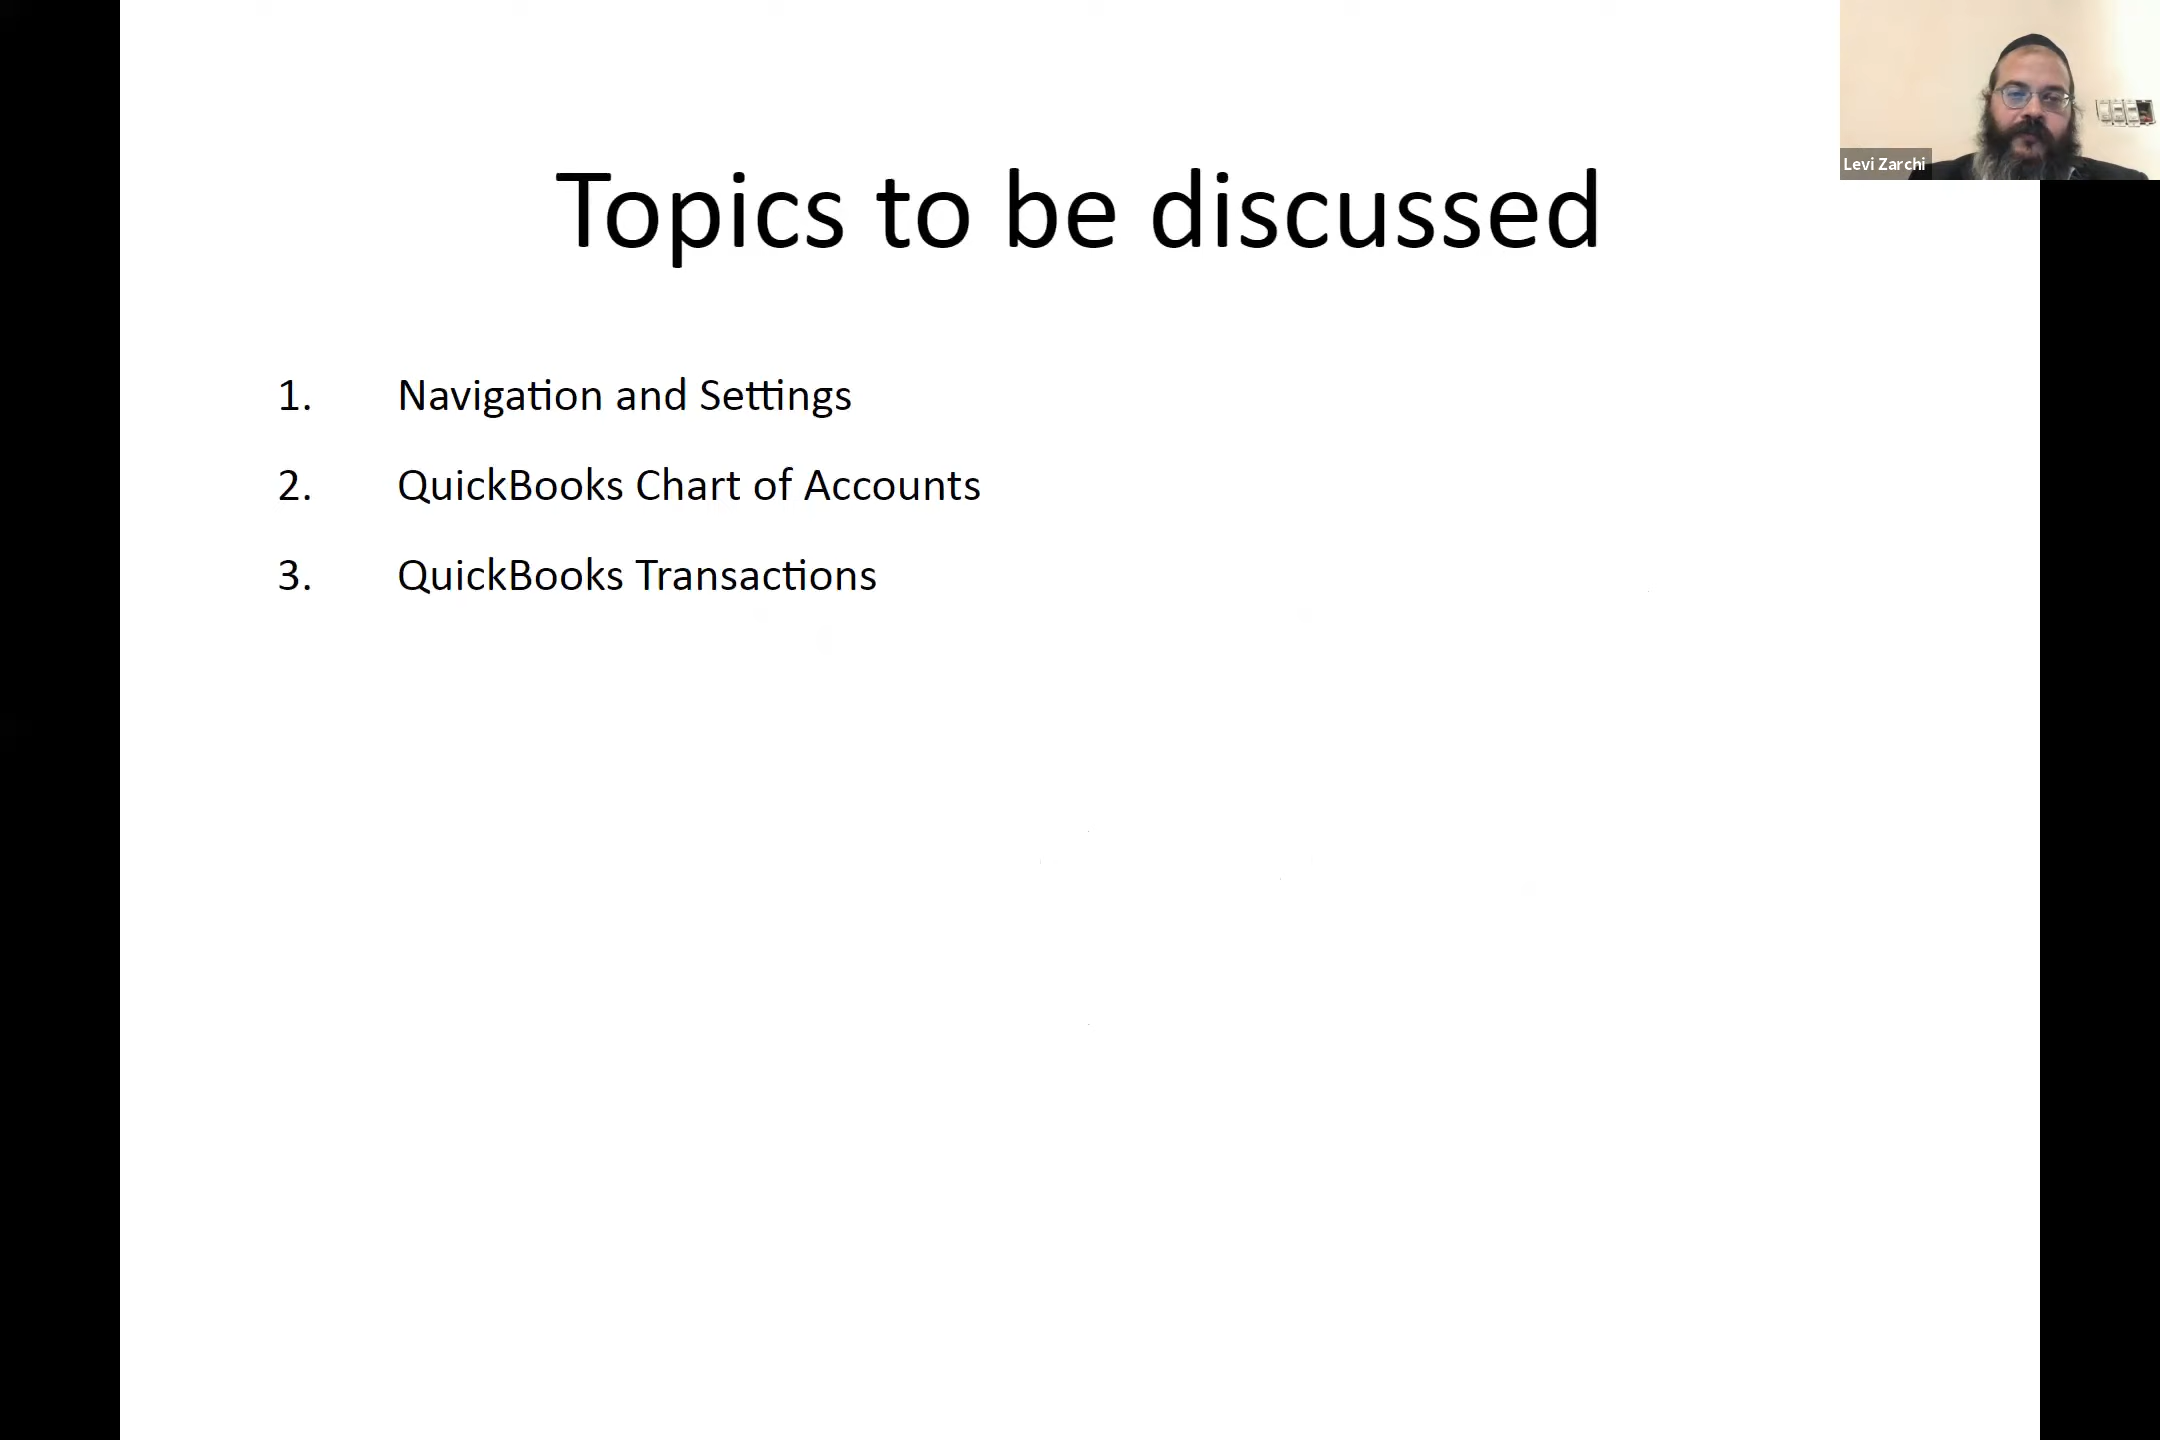 Topics to be discussed
Levi Zarchi
1. Navigation and Settings
2. QuickBooks Chart of Accounts
3. QuickBooks Transactions